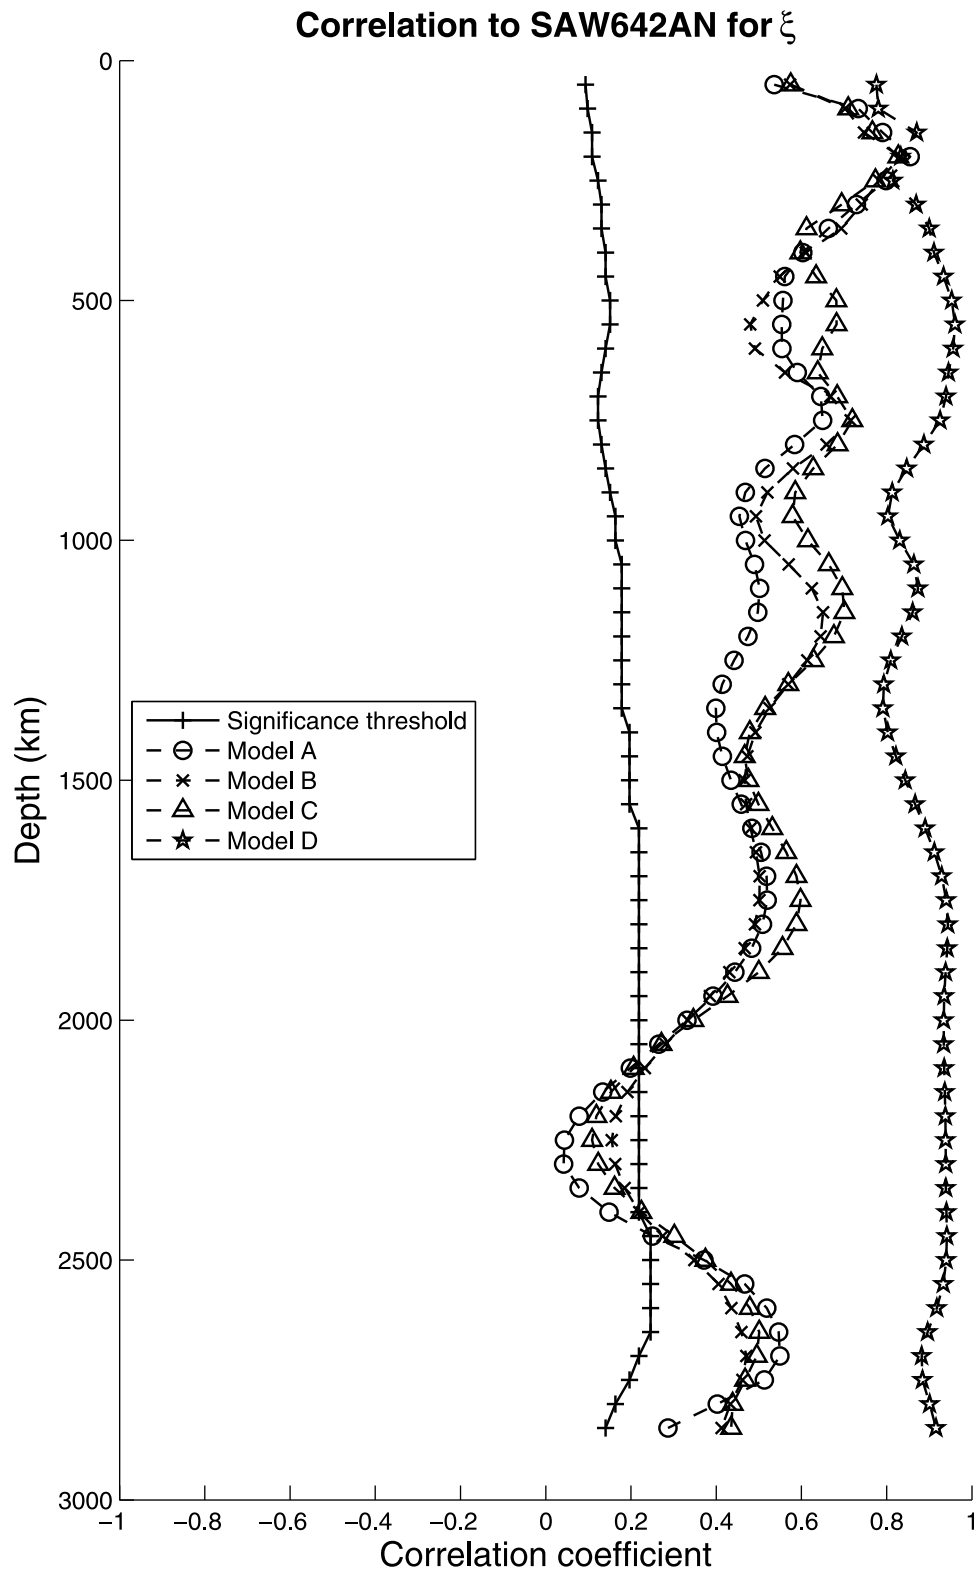 Correlation to SAW642AN for ξ
0
500
1000
1500
2000
2500
3000
Depth (km)
Significance threshold
Model A
Model B
Model C
Model D
−1 −0.8 −0.6 −0.4 −0.2 0 0.2 0.4 0.6 0.8 1
Correlation coefficient